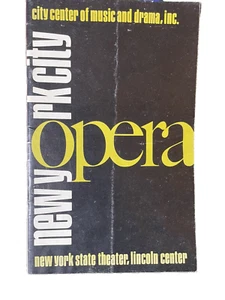 city center of music and drama, inc.
new york city
opera
new york state theater, lincoln center